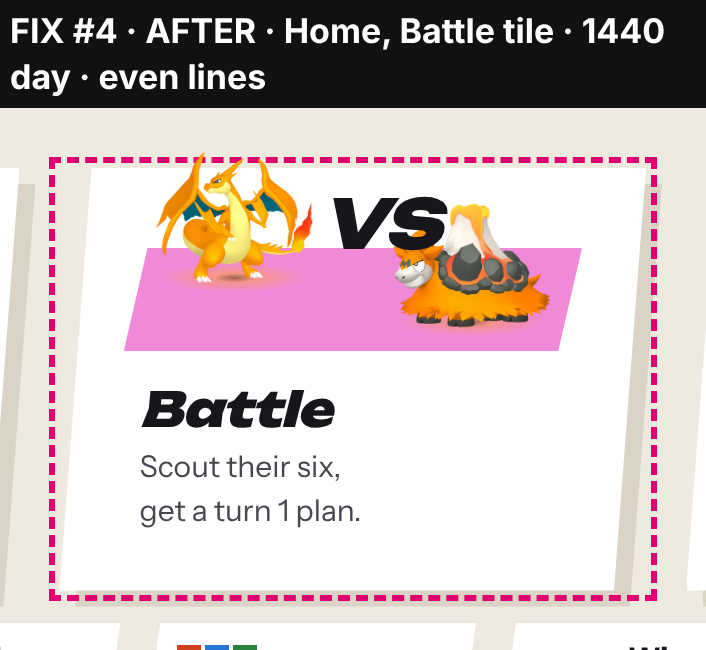 FIX #4 · AFTER · Home, Battle tile · 1440
day · even lines
VS
Battle
Scout their six,
get a turn 1 plan.